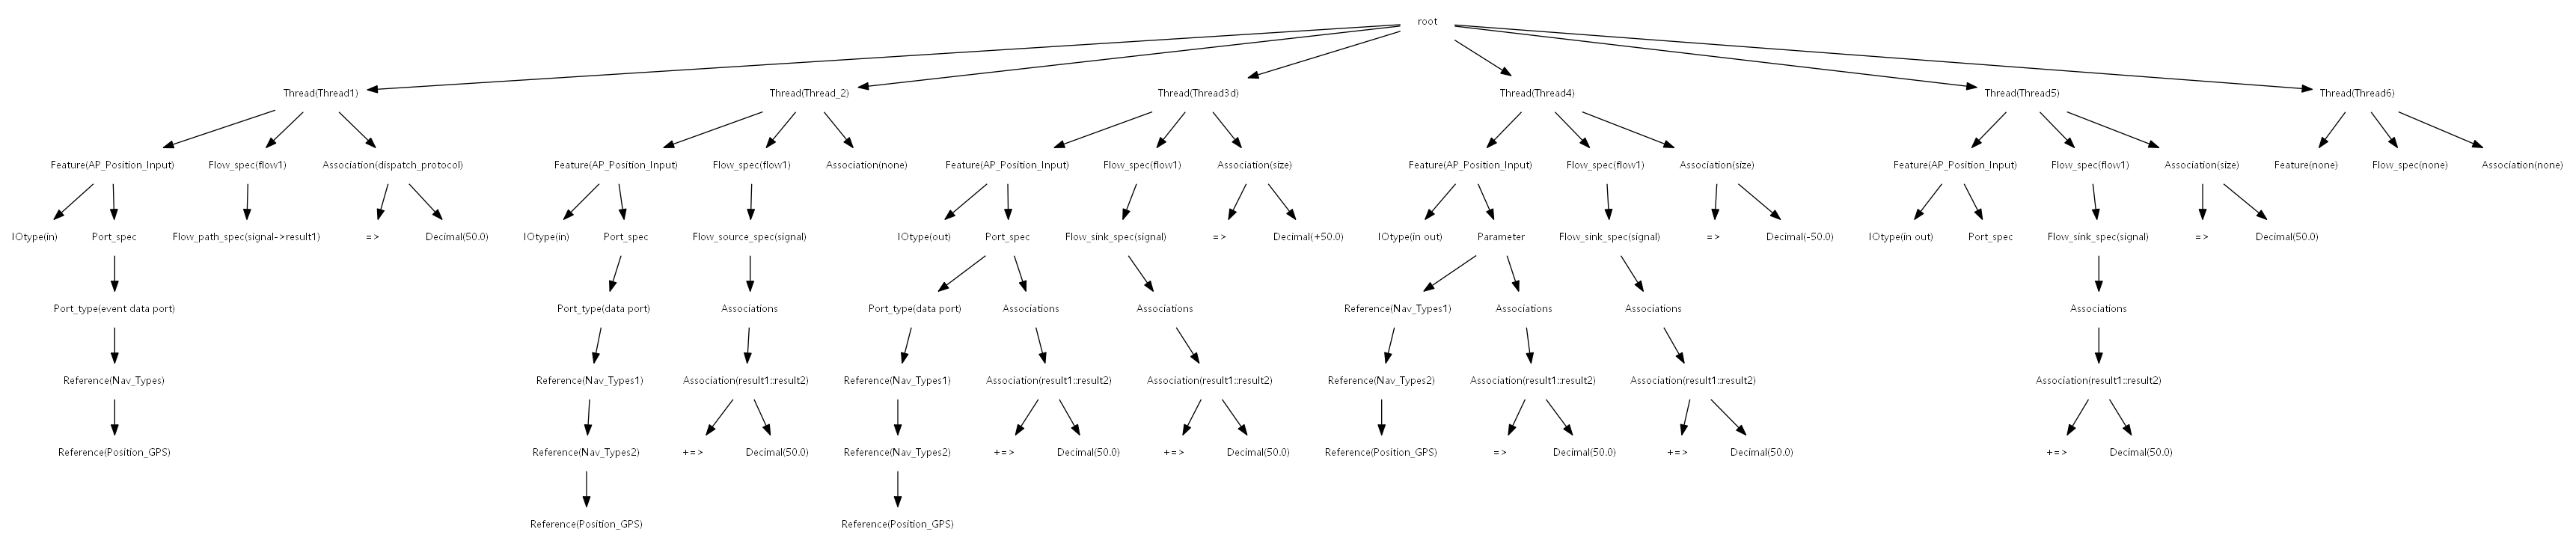 root
Thread(Thread1)
Thread(Thread_2)
Thread(Thread3d)
Thread(Thread4)
Thread(Thread5)
Thread(Thread6)
Feature(AP_Position_Input)
Flow_spec(flow1)
Association(dispatch_protocol)
Feature(AP_Position_Input)
Flow_spec(flow1)
Association(none)
Feature(AP_Position_Input)
Flow_spec(flow1)
Association(size)
Feature(AP_Position_Input)
Flow_spec(flow1)
Association(size)
Feature(AP_Position_Input)
Flow_spec(flow1)
Association(size)
Feature(none)
Flow_spec(none)
Association(none)
IOtype(in)
Port_spec
Flow_path_spec(signal->result1)
=>
Decimal(50.0)
IOtype(in)
Port_spec
Flow_source_spec(signal)
IOtype(out)
Port_spec
Flow_sink_spec(signal)
=>
Decimal(+50.0)
IOtype(in out)
Parameter
Flow_sink_spec(signal)
=>
Decimal(-50.0)
IOtype(in out)
Port_spec
Flow_sink_spec(signal)
=>
Decimal(50.0)
Port_type(event data port)
Port_type(data port)
Associations
Port_type(data port)
Associations
Associations
Reference(Nav_Types1)
Associations
Associations
Associations
Reference(Nav_Types)
Reference(Nav_Types1)
Association(result1::result2)
Reference(Nav_Types1)
Association(result1::result2)
Association(result1::result2)
Reference(Nav_Types2)
Association(result1::result2)
Association(result1::result2)
Association(result1::result2)
Reference(Position_GPS)
Reference(Nav_Types2)
+=>
Decimal(50.0)
Reference(Nav_Types2)
+=>
Decimal(50.0)
+=>
Decimal(50.0)
Reference(Position_GPS)
=>
Decimal(50.0)
+=>
Decimal(50.0)
+=>
Decimal(50.0)
Reference(Position_GPS)
Reference(Position_GPS)